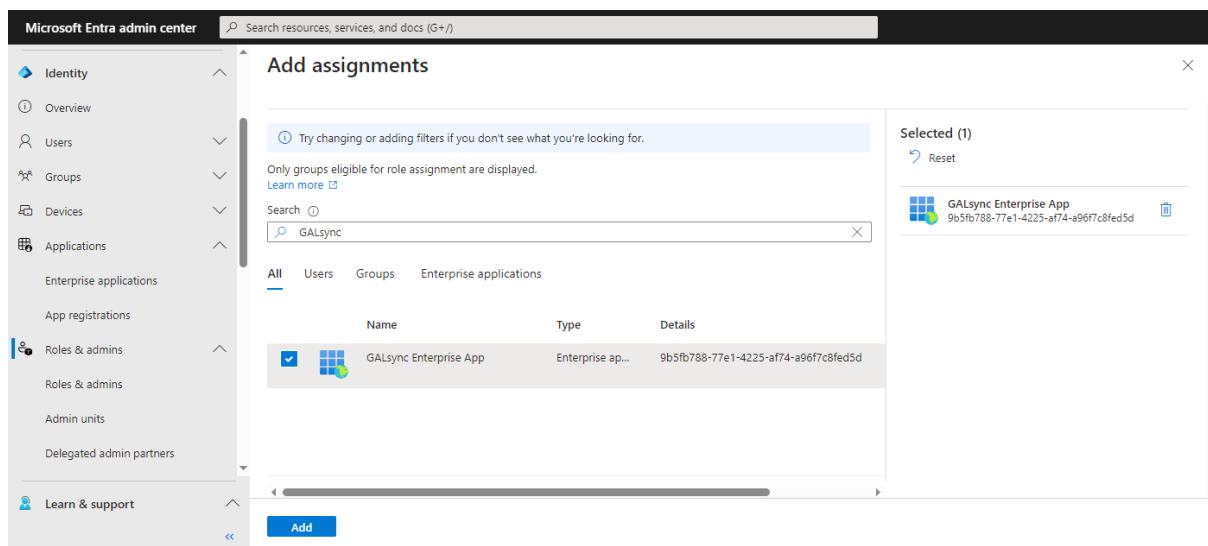 Microsoft Entra admin center
Search resources, services, and docs (G+/)
Identity
Overview
Users
Groups
Devices
Applications
Enterprise applications
App registrations
Roles & admins
Roles & admins
Admin units
Delegated admin partners
Learn & support
Add assignments
Try changing or adding filters if you don't see what you're looking for.
Only groups eligible for role assignment are displayed.
Learn more
Search
GALsync
All Users Groups Enterprise applications
Name Type Details
GALsync Enterprise App Enterprise ap... 9b5fb788-77e1-4225-af74-a96f7c8fed5d
Add
Selected (1)
Reset
GALsync Enterprise App
9b5fb788-77e1-4225-af74-a96f7c8fed5d